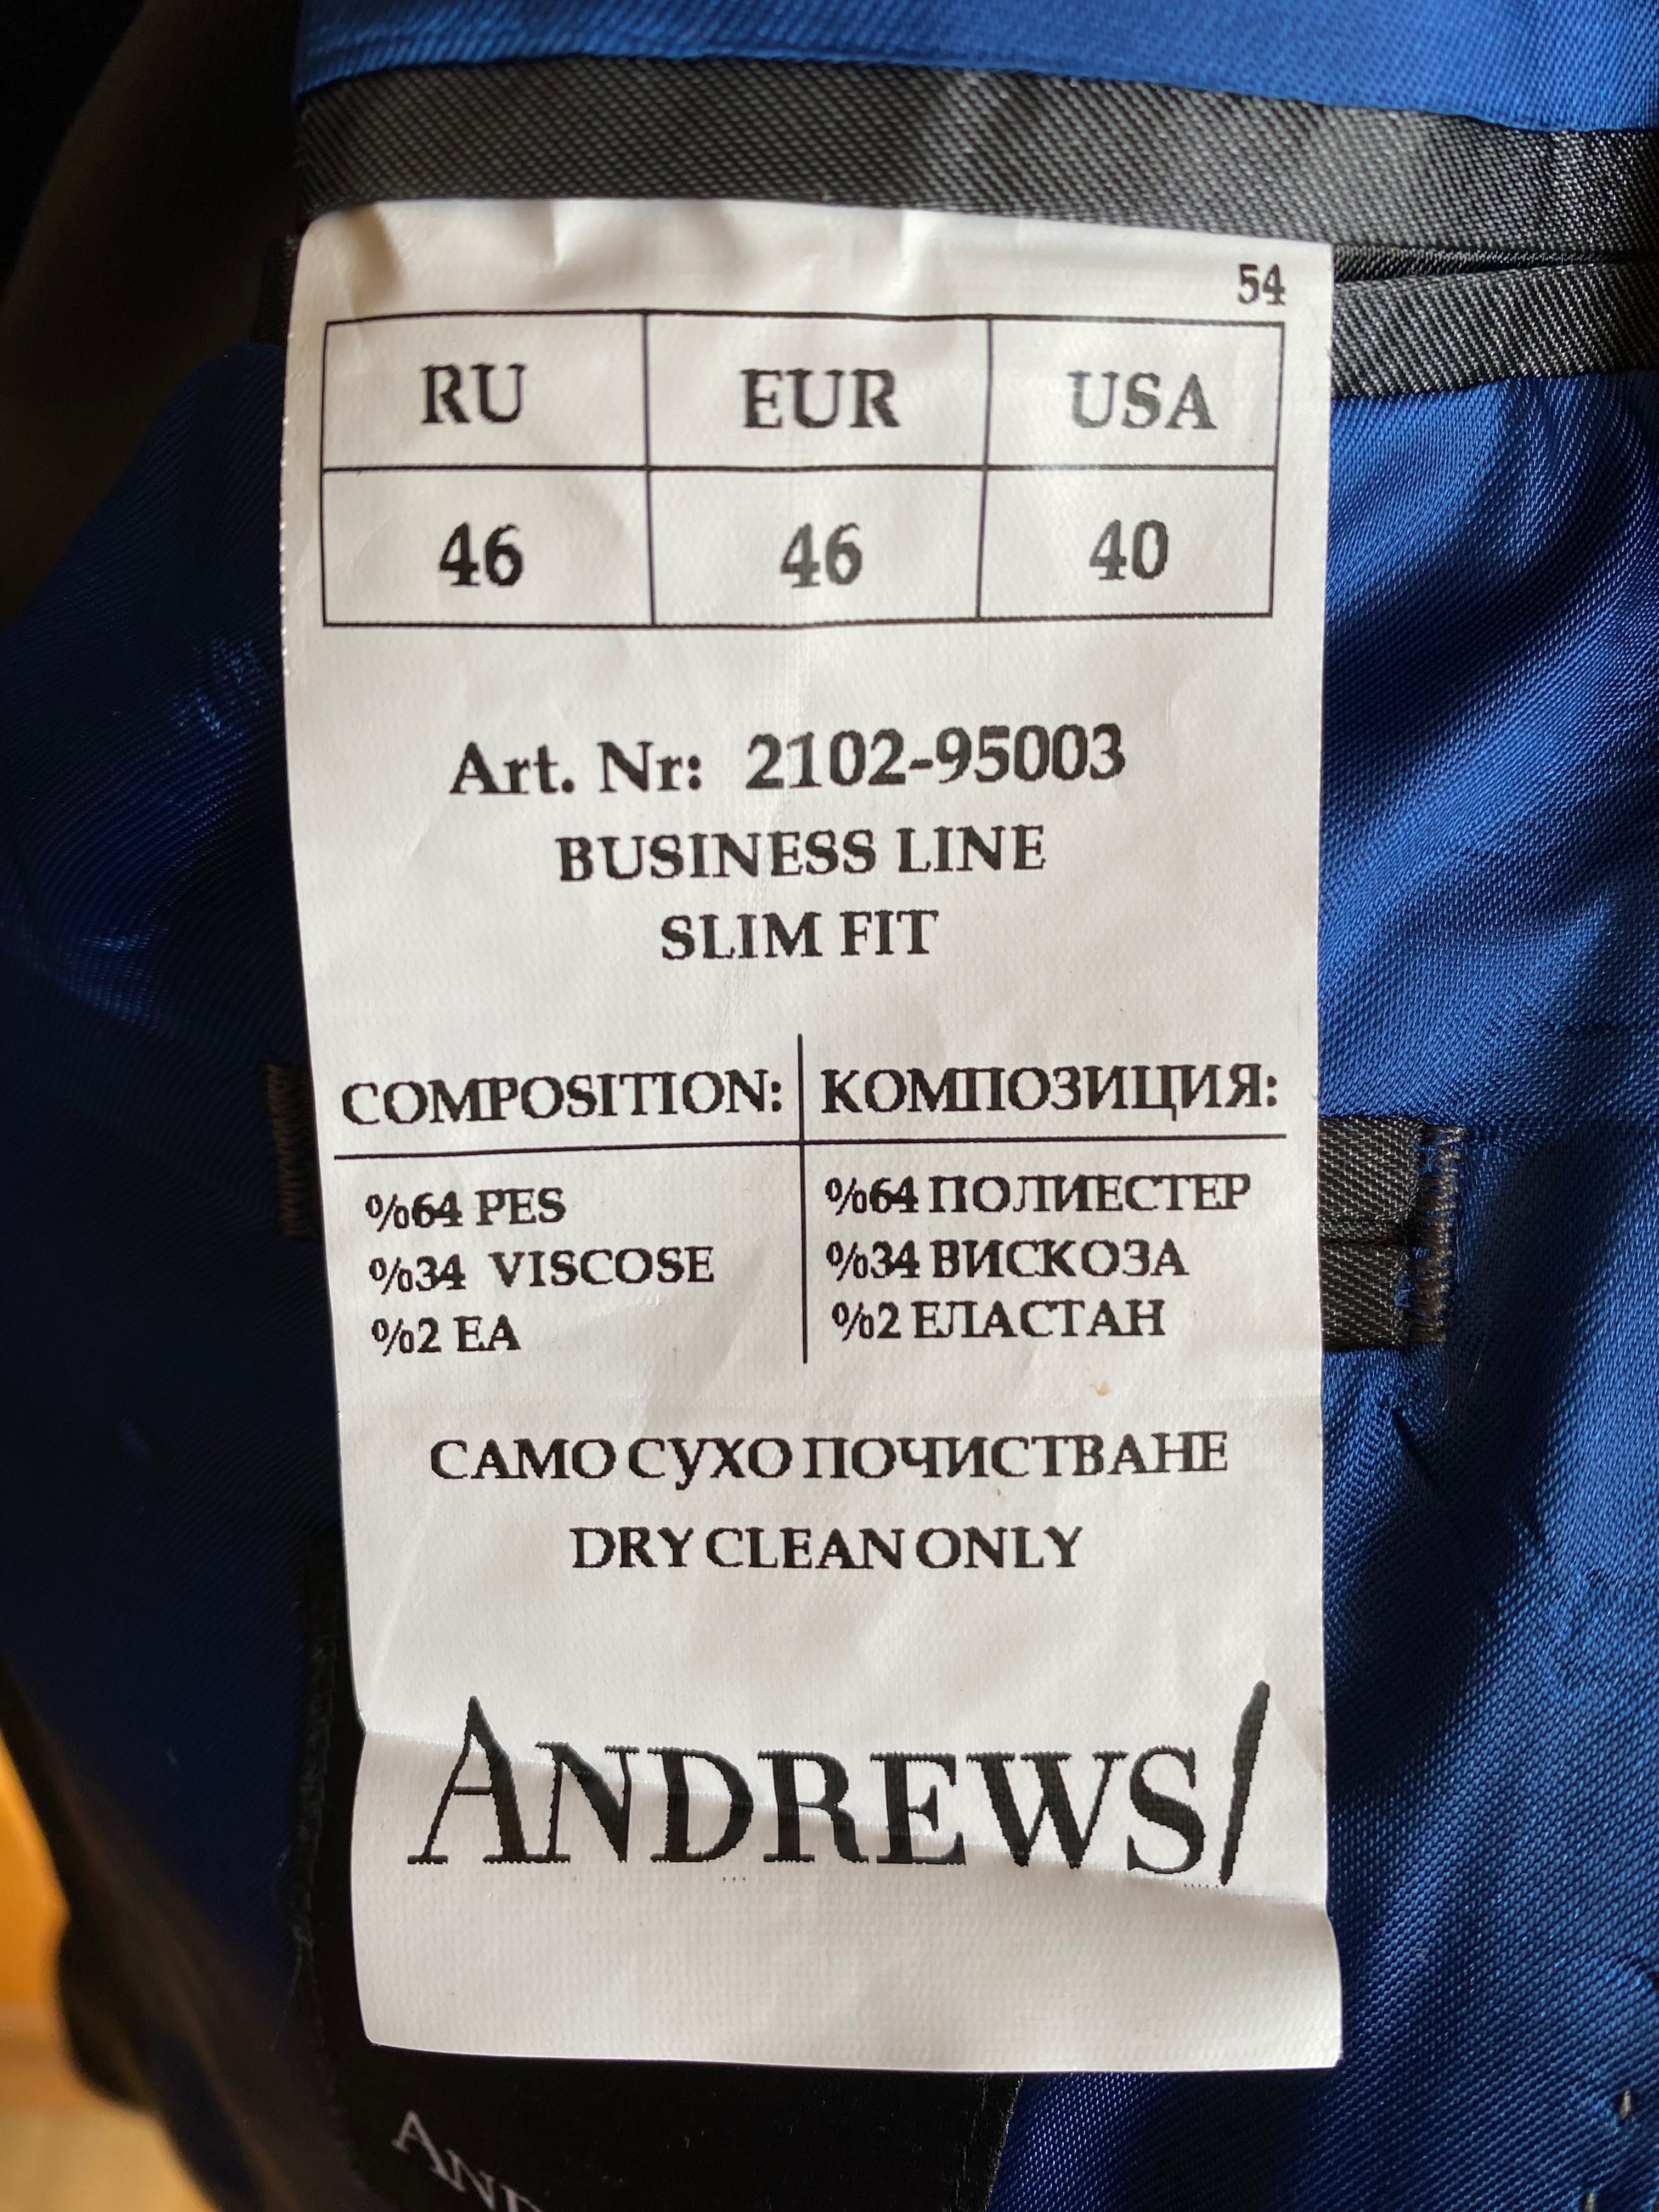 54
RU EUR USA
46 46 40
Art. Nr: 2102-95003
BUSINESS LINE
SLIM FIT
COMPOSITION: КОМПОЗИЦИЯ:
%64 PES %64 ПОЛИЕСТЕР
%34 VISCOSE %34 ВИСКОЗА
%2 EA %2 ЕЛАСТАН
САМО СУХО ПОЧИСТВАНЕ
DRY CLEAN ONLY
ANDREWS/